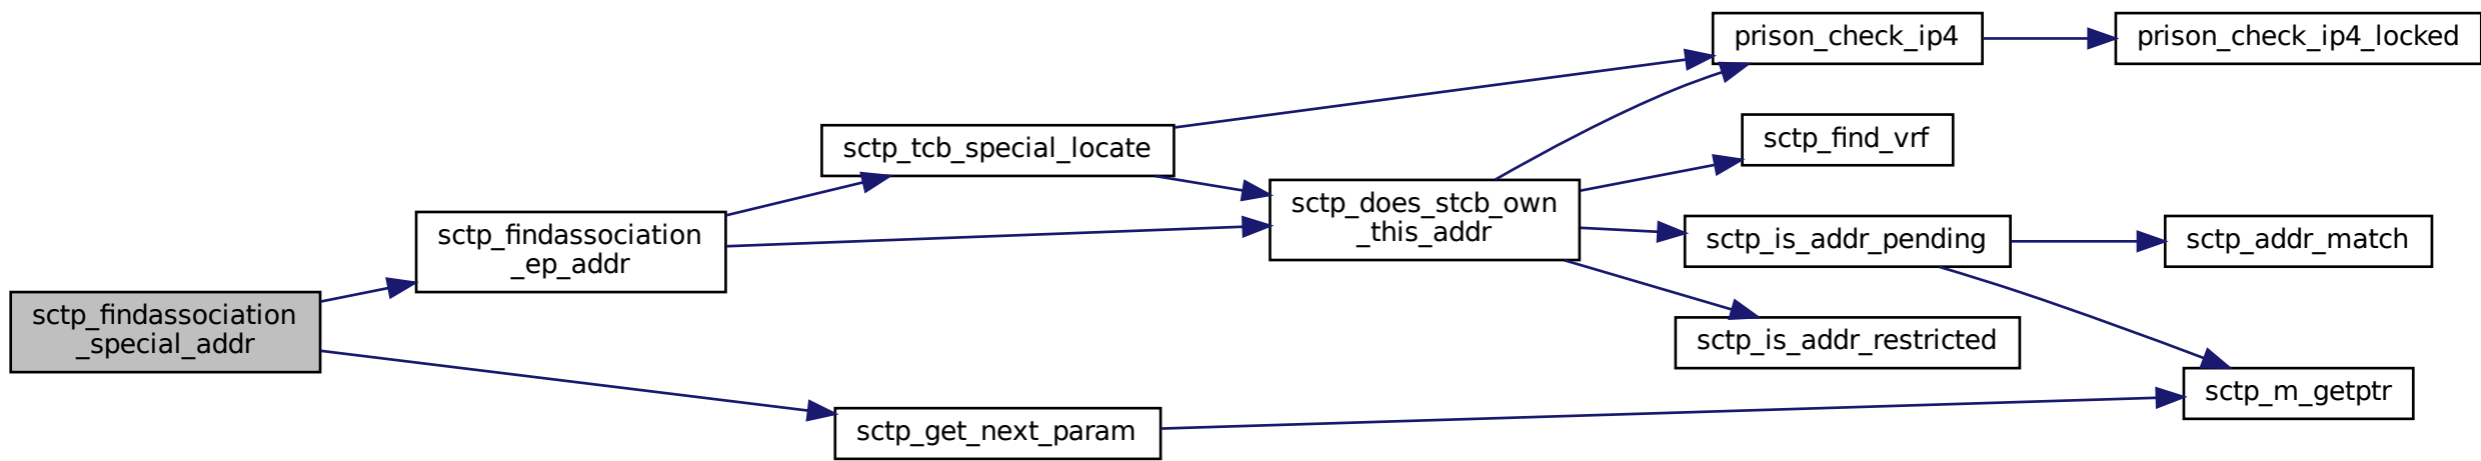 sctp_findassociation
_special_addr
sctp_findassociation
_ep_addr
sctp_tcb_special_locate
prison_check_ip4
prison_check_ip4_locked
sctp_does_stcb_own
_this_addr
sctp_find_vrf
sctp_is_addr_pending
sctp_addr_match
sctp_is_addr_restricted
sctp_m_getptr
sctp_get_next_param